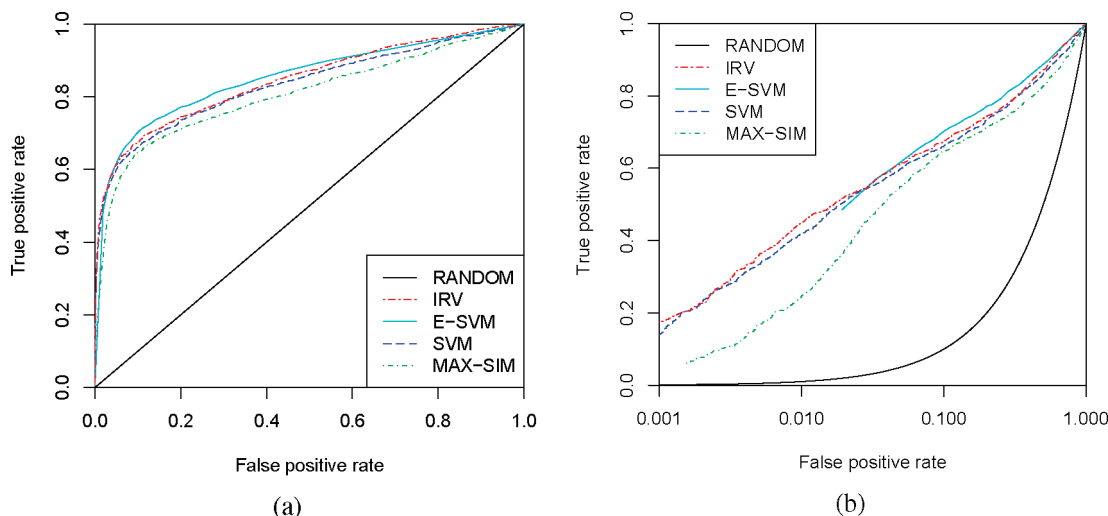 True positive rate
1.0
0.8
0.6
0.4
0.2
0.0
RANDOM
IRV
E-SVM
SVM
MAX-SIM
0.0 0.2 0.4 0.6 0.8 1.0
False positive rate
(a)
True positive rate
1.0
0.8
0.6
0.4
0.2
0.0
RANDOM
IRV
E-SVM
SVM
MAX-SIM
0.001 0.010 0.100 1.000
False positive rate
(b)